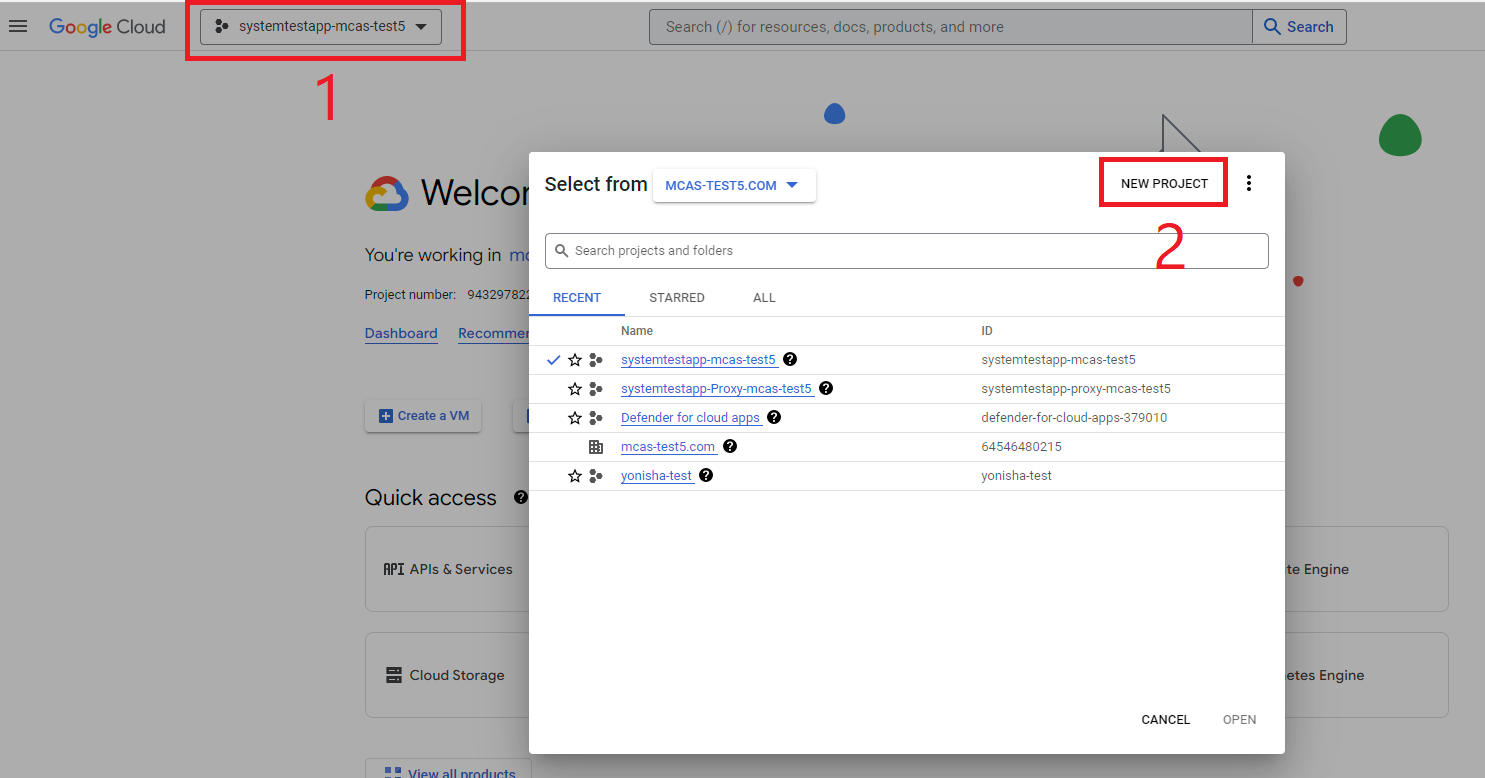 Google Cloud
systemtestapp-mcas-test5
Search (/) for resources, docs, products, and more
Search
1
Select from
MCAS-TEST5.COM
NEW PROJECT
2
Search projects and folders
RECENT
STARRED
ALL
Name
ID
systemtestapp-mcas-test5
systemtestapp-mcas-test5
systemtestapp-Proxy-mcas-test5
systemtestapp-proxy-mcas-test5
Defender for cloud apps
defender-for-cloud-apps-379010
mcas-test5.com
64546480215
yonisha-test
yonisha-test
CANCEL
OPEN
Welcon
You're working in mc
Project number: 943297822
Dashboard
Recommen
Create a VM
Quick access
API APIs & Services
te Engine
Cloud Storage
etes Engine
View all products